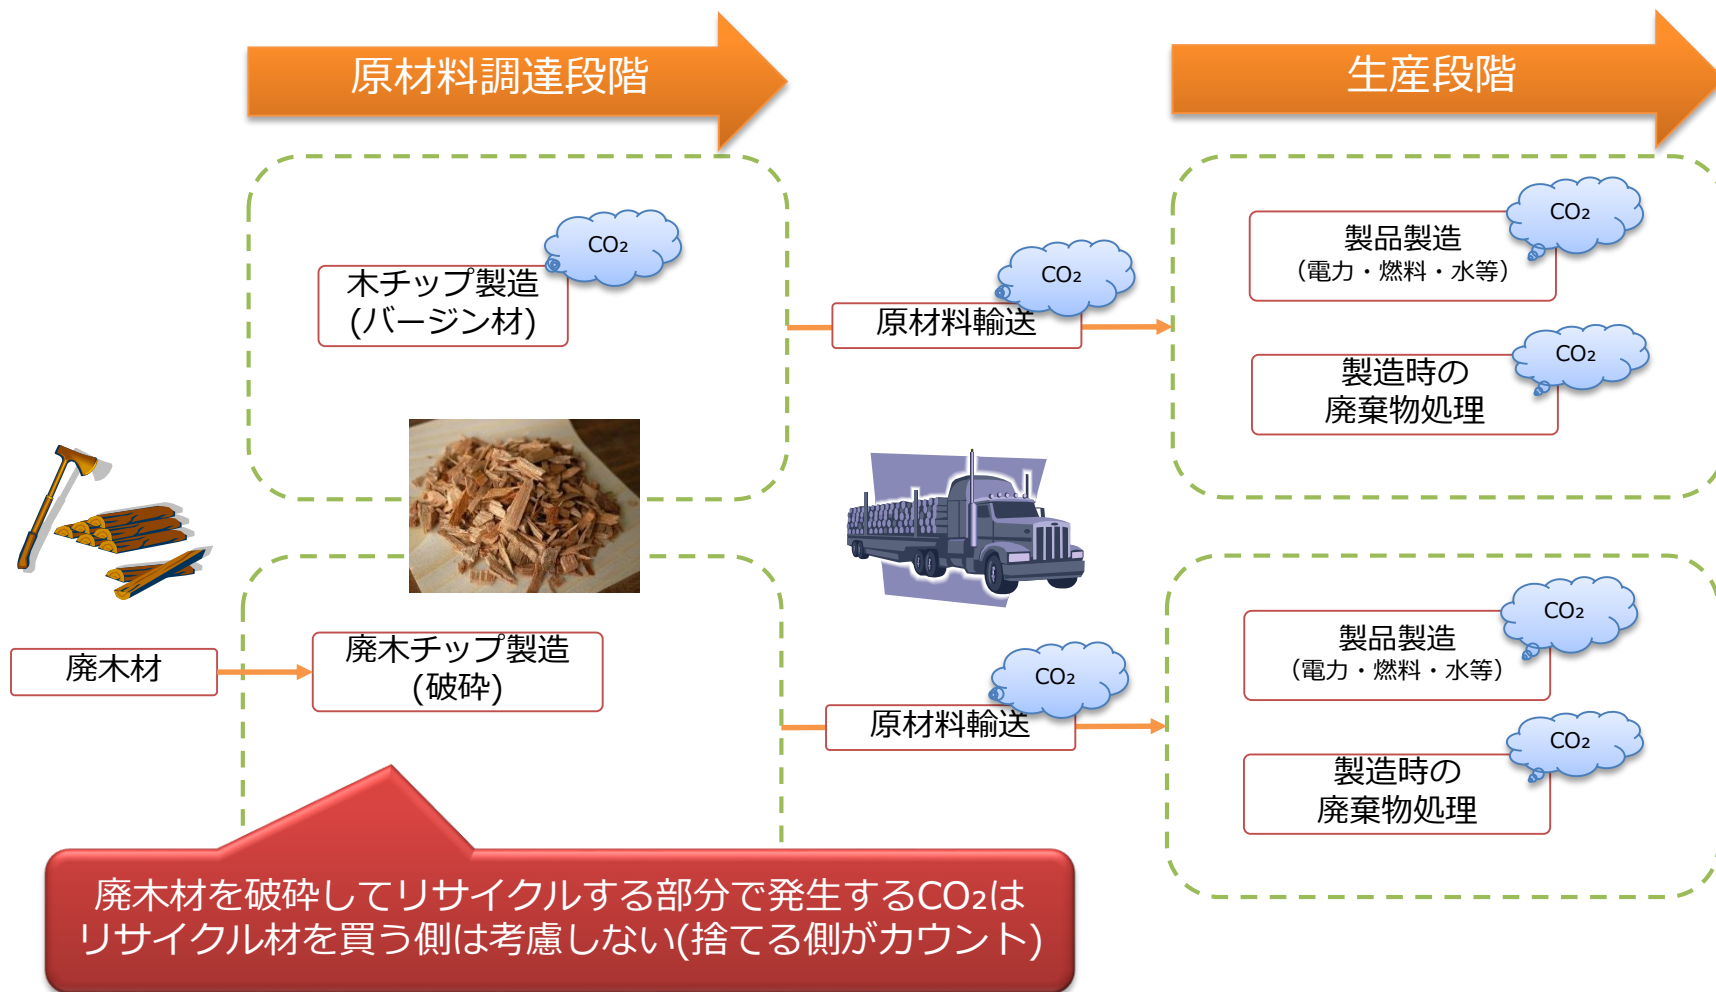 原材料調達段階
生産段階
CO₂
木チップ製造
(バージン材)
CO₂
原材料輸送
CO₂
製品製造
（電力・燃料・水等）
CO₂
製造時の
廃棄物処理
廃木材
廃木チップ製造
(破砕)
CO₂
原材料輸送
CO₂
製品製造
（電力・燃料・水等）
CO₂
製造時の
廃棄物処理
廃木材を破砕してリサイクルする部分で発生するCO₂は
リサイクル材を買う側は考慮しない(捨てる側がカウント)